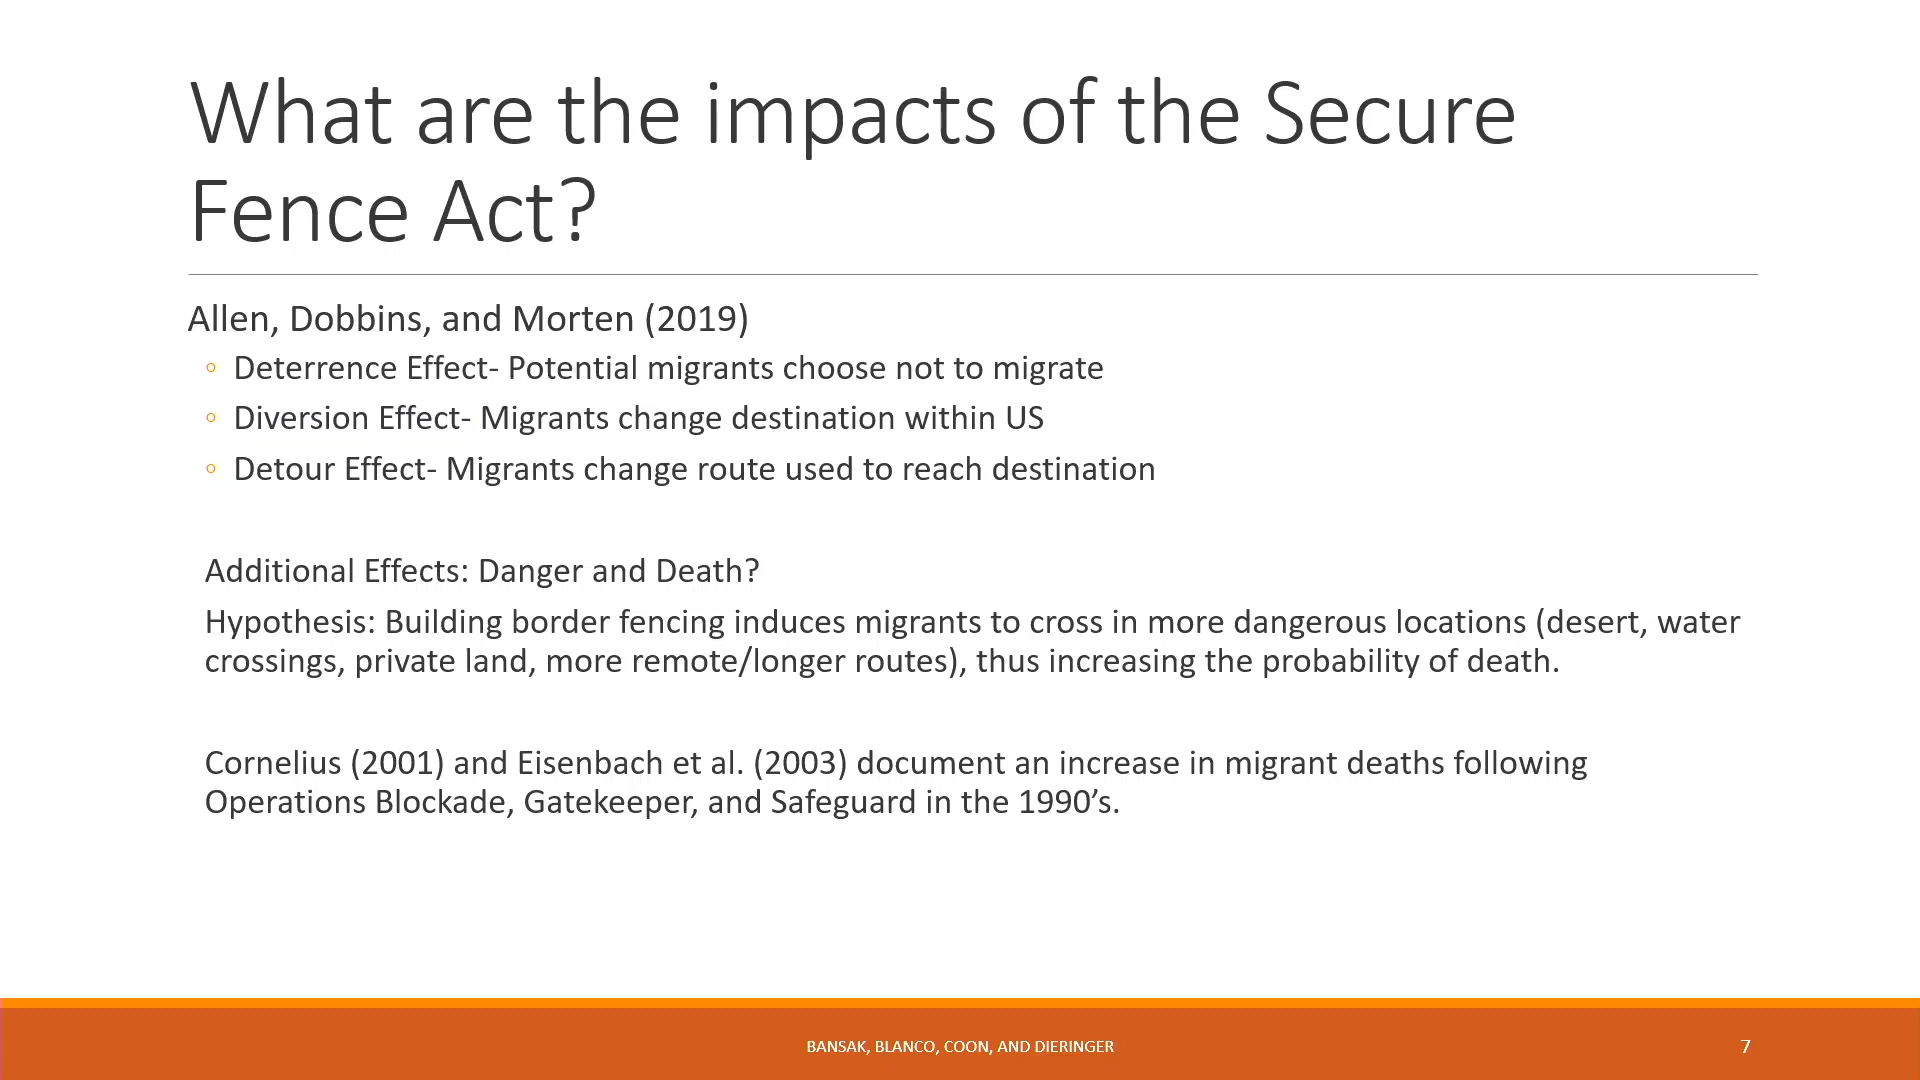 What are the impacts of the Secure
Fence Act?
Allen, Dobbins, and Morten (2019)
◦ Deterrence Effect- Potential migrants choose not to migrate
◦ Diversion Effect- Migrants change destination within US
◦ Detour Effect- Migrants change route used to reach destination
Additional Effects: Danger and Death?
Hypothesis: Building border fencing induces migrants to cross in more dangerous locations (desert, water
crossings, private land, more remote/longer routes), thus increasing the probability of death.
Cornelius (2001) and Eisenbach et al. (2003) document an increase in migrant deaths following
Operations Blockade, Gatekeeper, and Safeguard in the 1990’s.
BANSAK, BLANCO, COON, AND DIERINGER
7